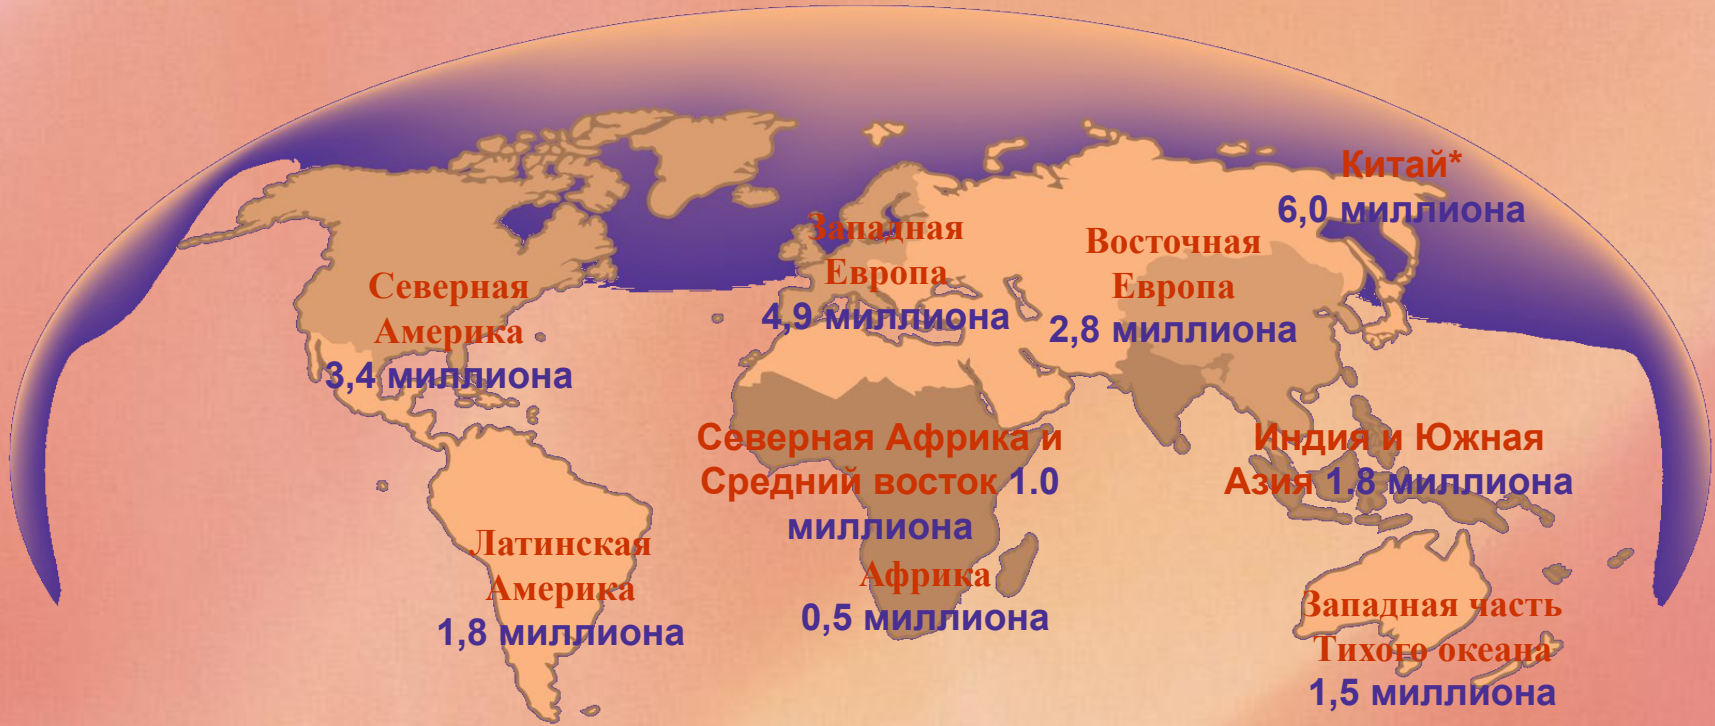 Китай*
6,0 миллиона
Западная
Европа
4,9 миллиона
Восточная
Европа
2,8 миллиона
Северная
Америка
3,4 миллиона
Северная Африка и
Средний восток 1.0
миллиона
Индия и Южная
Азия 1.8 миллиона
Латинская
Америка
1,8 миллиона
Африка
0,5 миллиона
Западная часть
Тихого океана
1,5 миллиона